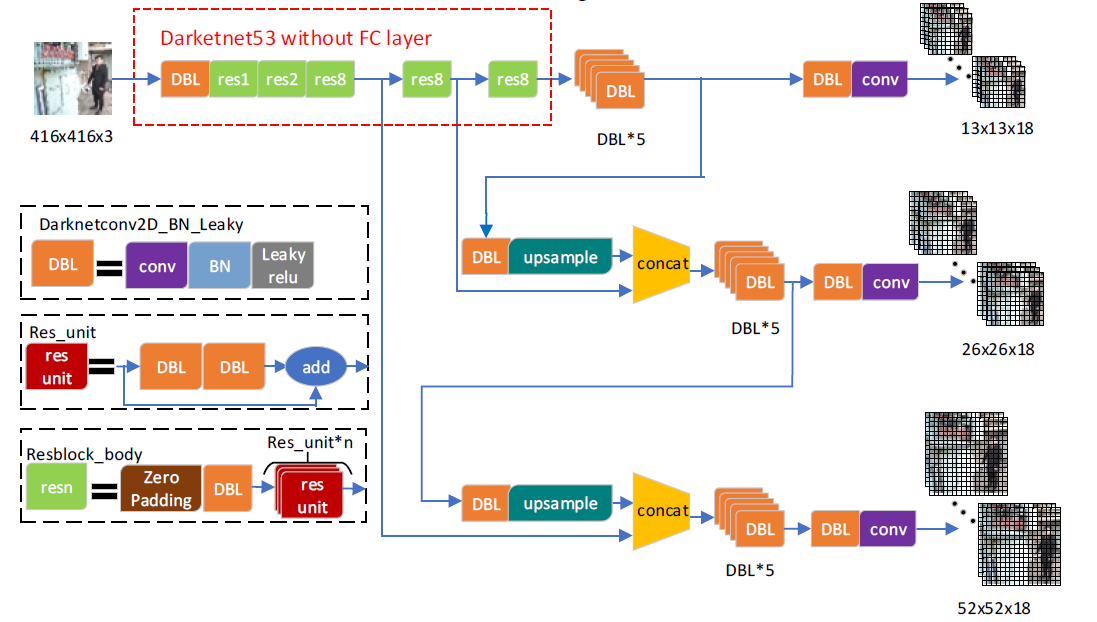 Darketnet53 without FC layer
DBL res1 res2 res8 res8 res8 DBL DBL conv
416x416x3
DBL*5
13x13x18
Darknetconv2D_BN_Leaky
DBL = conv BN Leaky relu
DBL upsample concat DBL DBL conv
DBL*5
26x26x18
Res_unit
res unit = DBL DBL add
Resblock_body
Res_unit*n
resn = Zero Padding DBL res unit
DBL upsample concat DBL DBL conv
DBL*5
52x52x18